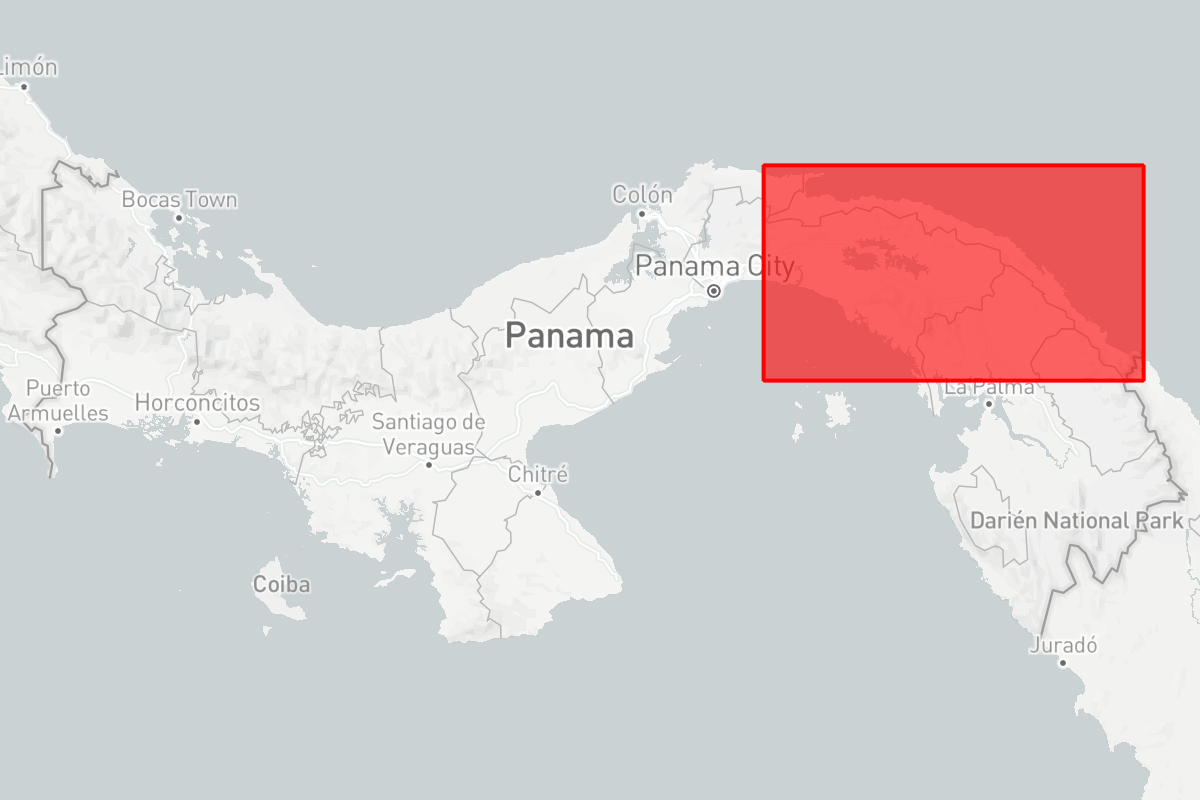 Limón
Bocas Town
Colón
Panama City
Panama
Puerto
Armuelles
Horconcitos
Santiago de
Veraguas
La Palma
Chitré
Darién National Park
Coiba
Juradó